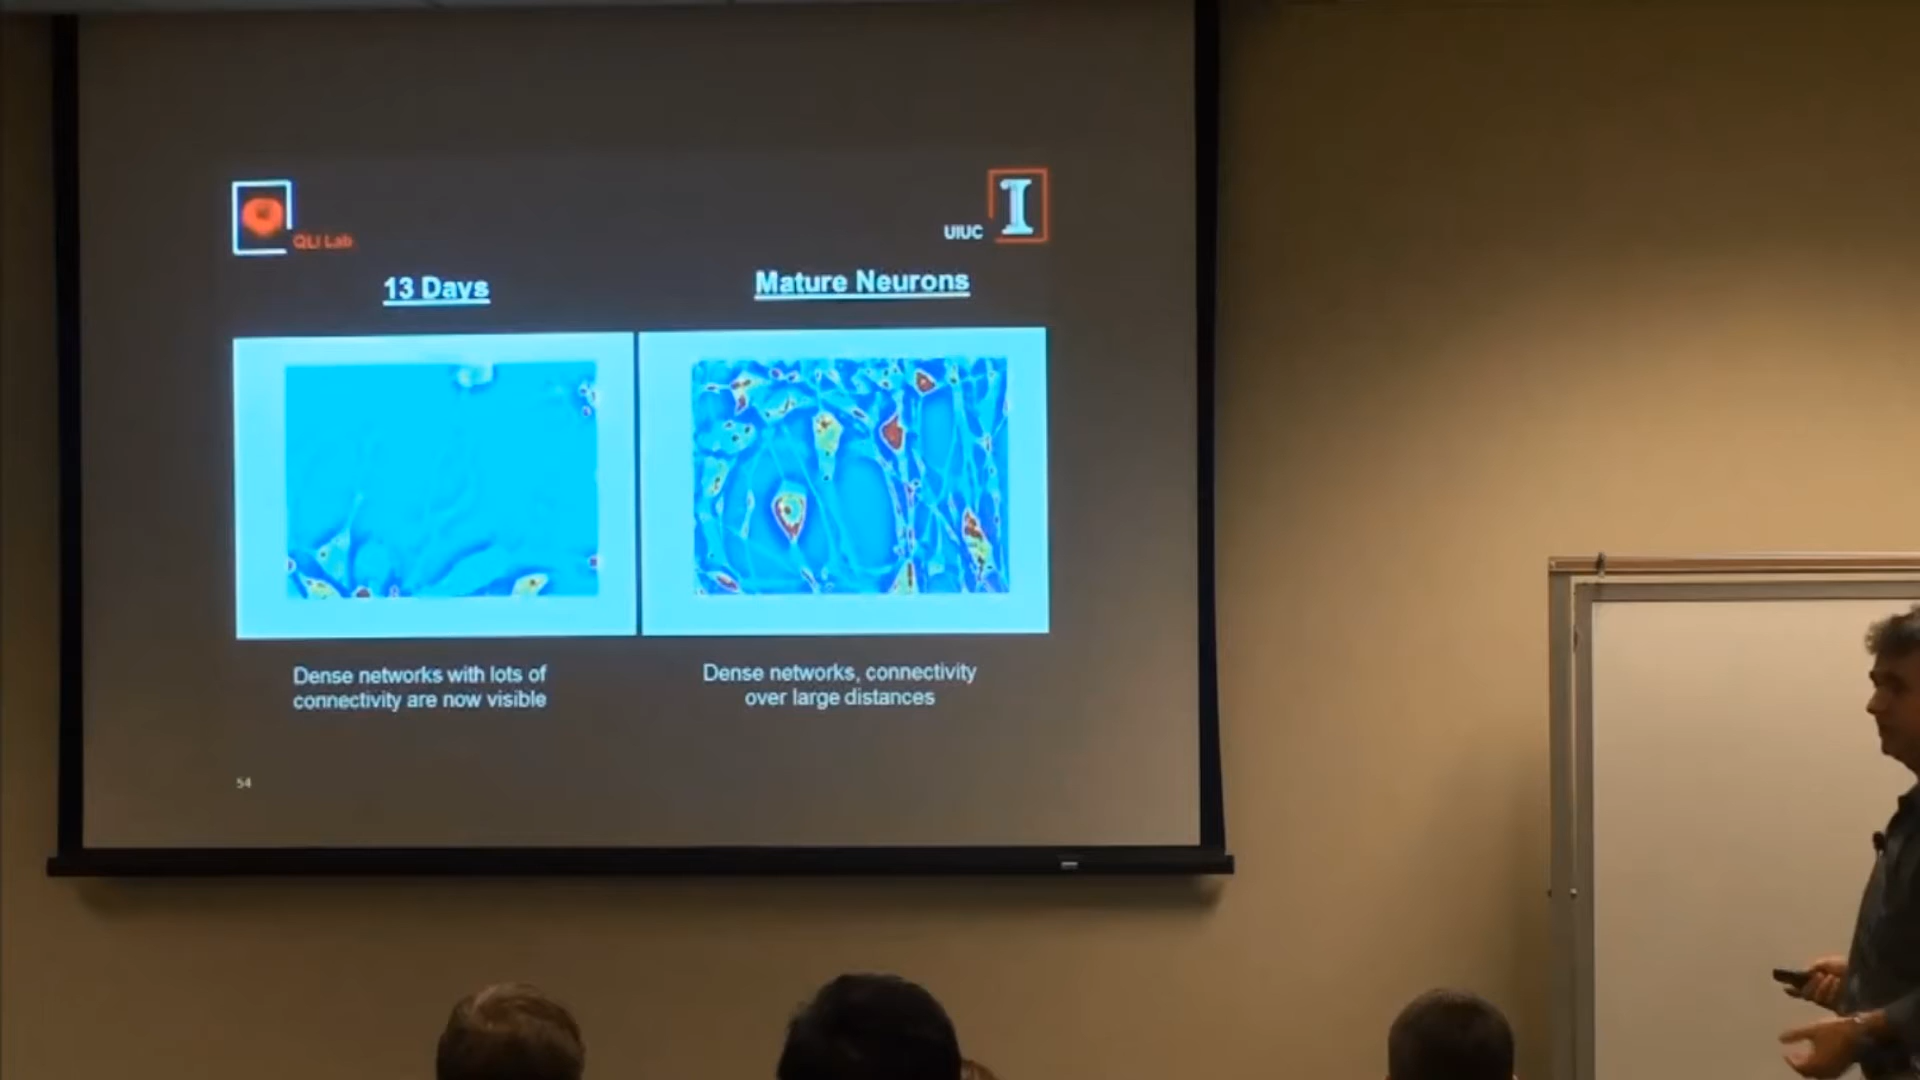 QLI Lab
UIUC
I
13 Days
Mature Neurons
Dense networks with lots of
connectivity are now visible
Dense networks, connectivity
over large distances
54